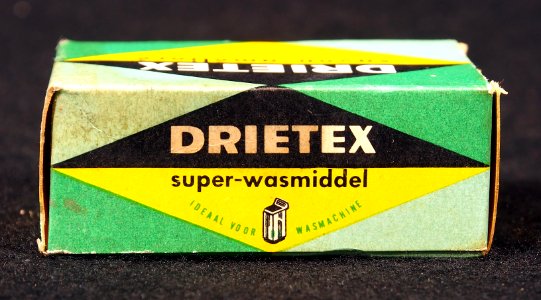 DRIETEX
DRIETEX
super-wasmiddel
IDEAAL VOOR WASMACHINE